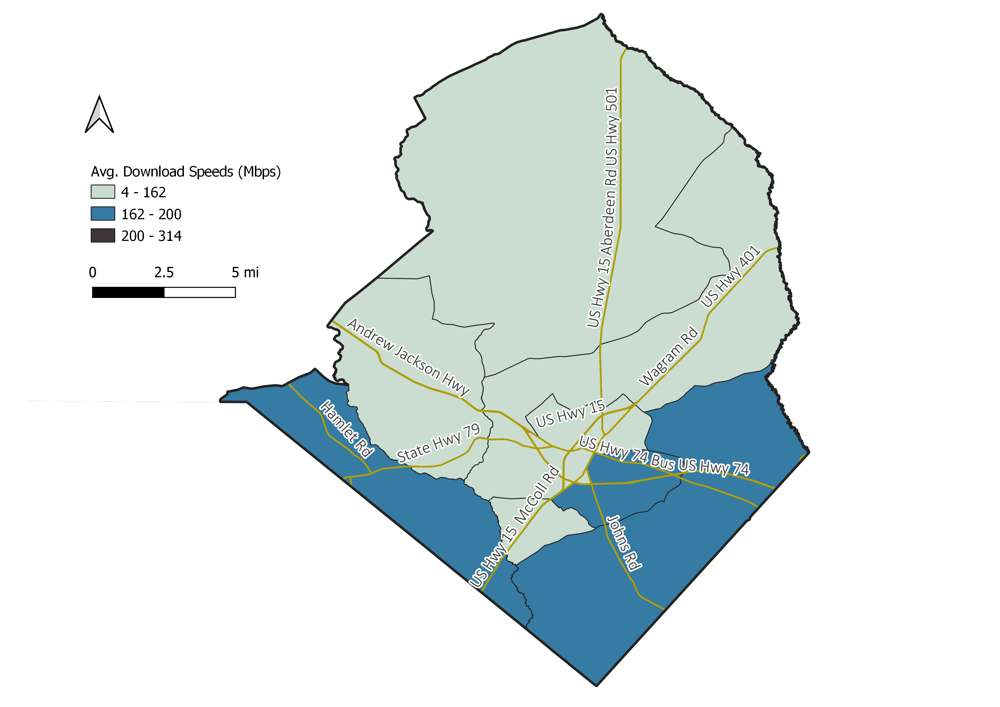 Avg. Download Speeds (Mbps)
4 - 162
162 - 200
200 - 314
0 2.5 5 mi
US Hwy 15 Aberdeen Rd US Hwy 501
US Hwy 401
Wagram Rd
Andrew Jackson Hwy
US Hwy 15
Hamlet Rd
State Hwy 79
US Hwy 74 Bus US Hwy 74
US Hwy 15 McColl Rd
Johns Rd